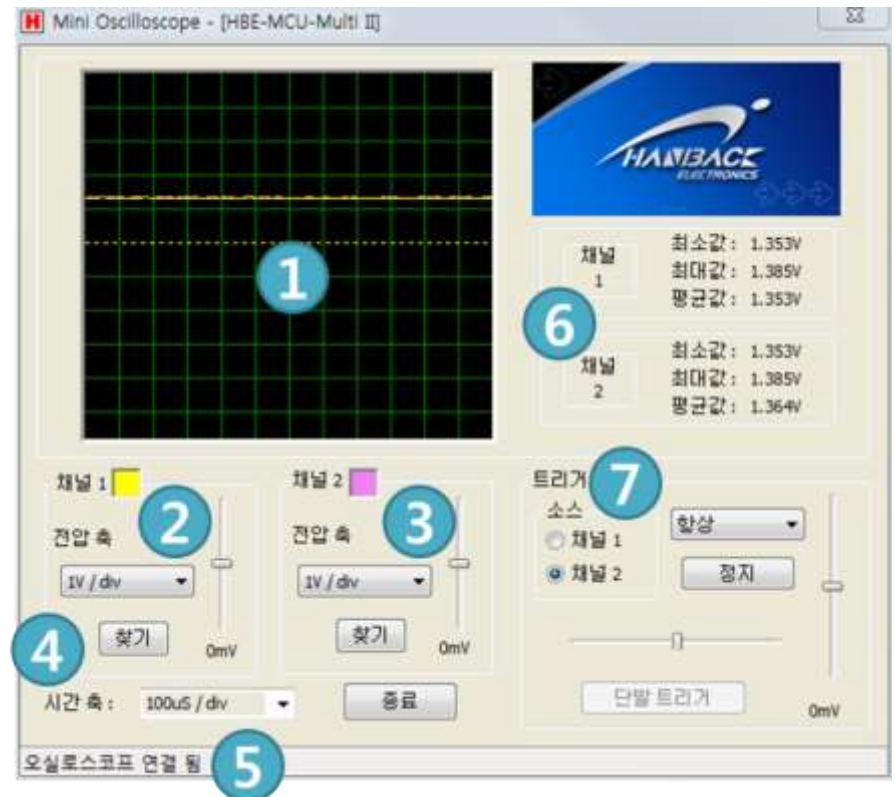 Mini Oscilloscope - [HBE-MCU-Multi II]
HANBACK
ELECTRONICS
1
채널
1
최소값 : 1.353V
최대값 : 1.385V
평균값 : 1.353V
6
채널
2
최소값 : 1.353V
최대값 : 1.385V
평균값 : 1.364V
채널 1
2
전압 축
1V / div
찾기
0mV
채널 2
3
전압 축
1V / div
찾기
0mV
트리거
7
소스
채널 1
채널 2
항상
정지
단발 트리거
0mV
4
시간 축 : 100uS / div
종료
오실로스코프 연결 됨
5